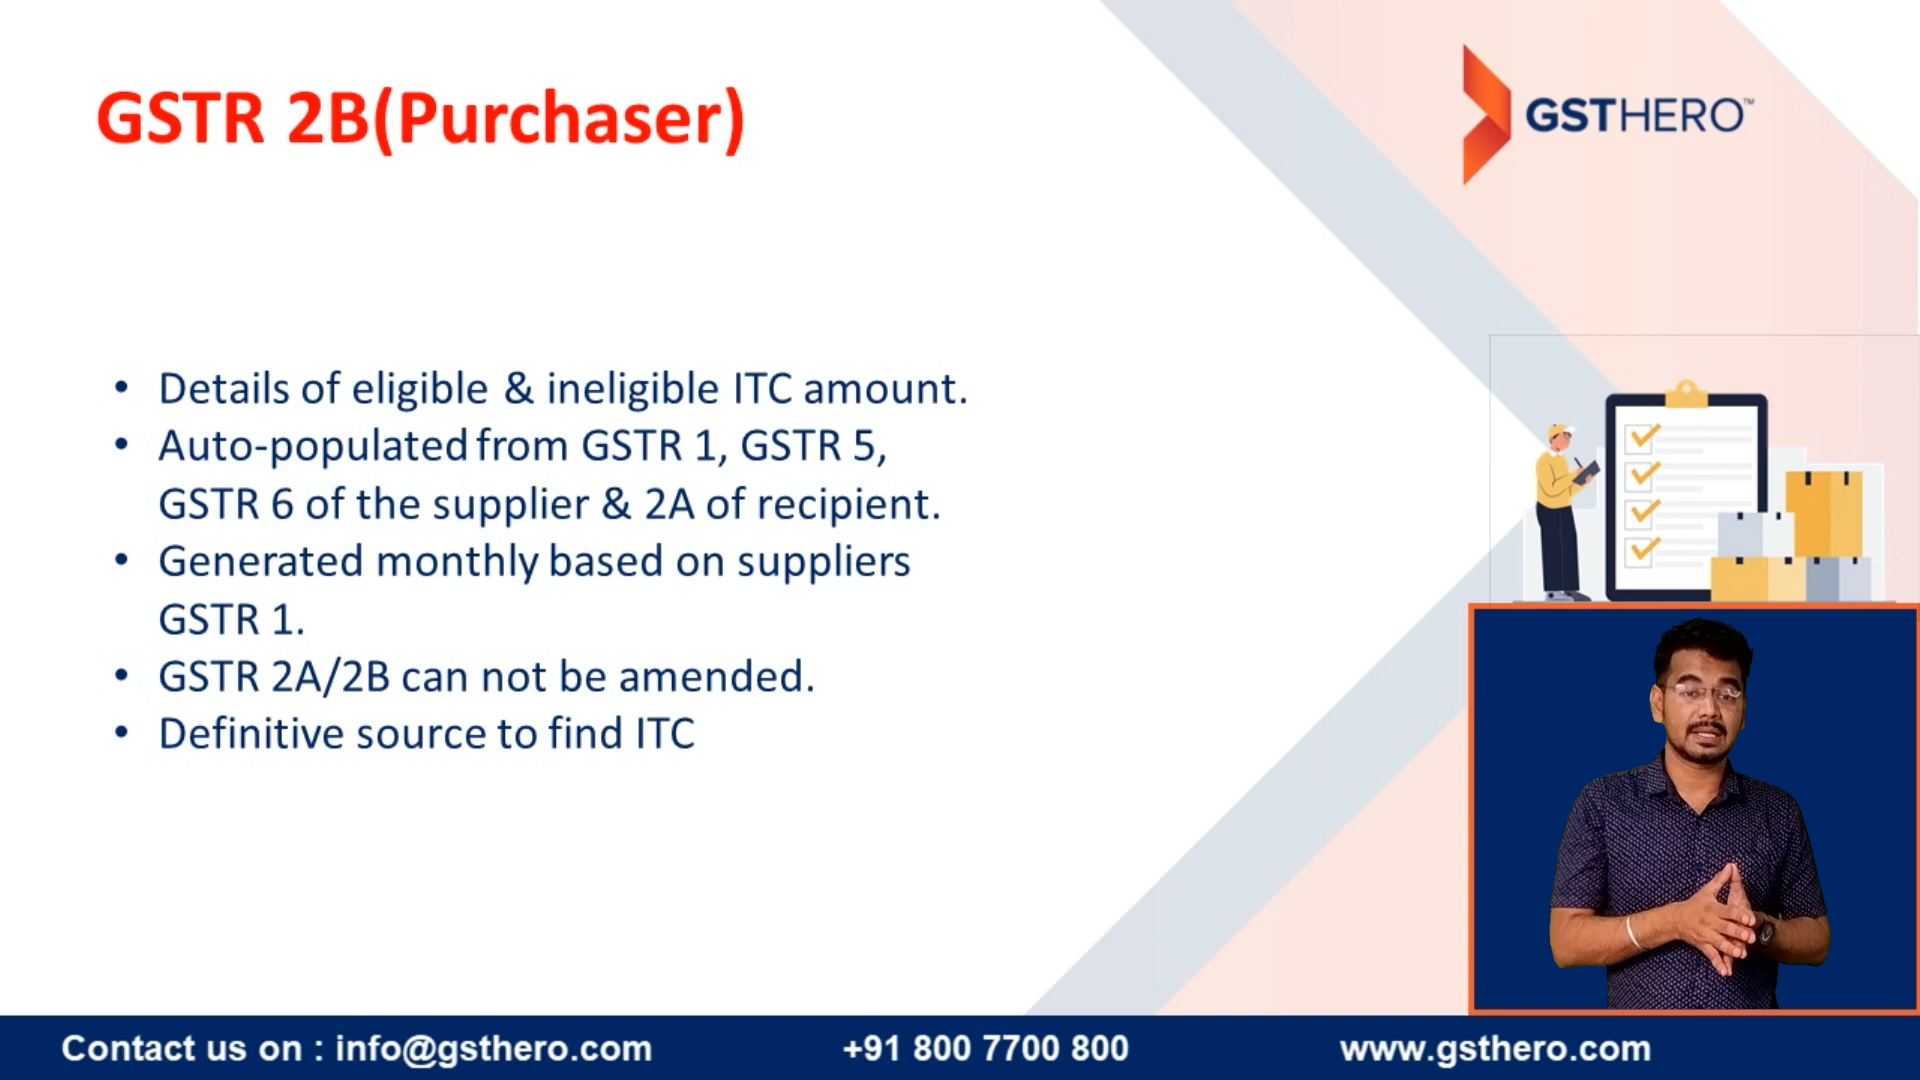 GSTR 2B(Purchaser)
GSTHERO™
• Details of eligible & ineligible ITC amount.
• Auto-populated from GSTR 1, GSTR 5,
GSTR 6 of the supplier & 2A of recipient.
• Generated monthly based on suppliers
GSTR 1.
• GSTR 2A/2B can not be amended.
• Definitive source to find ITC
Contact us on : info@gsthero.com +91 800 7700 800 www.gsthero.com